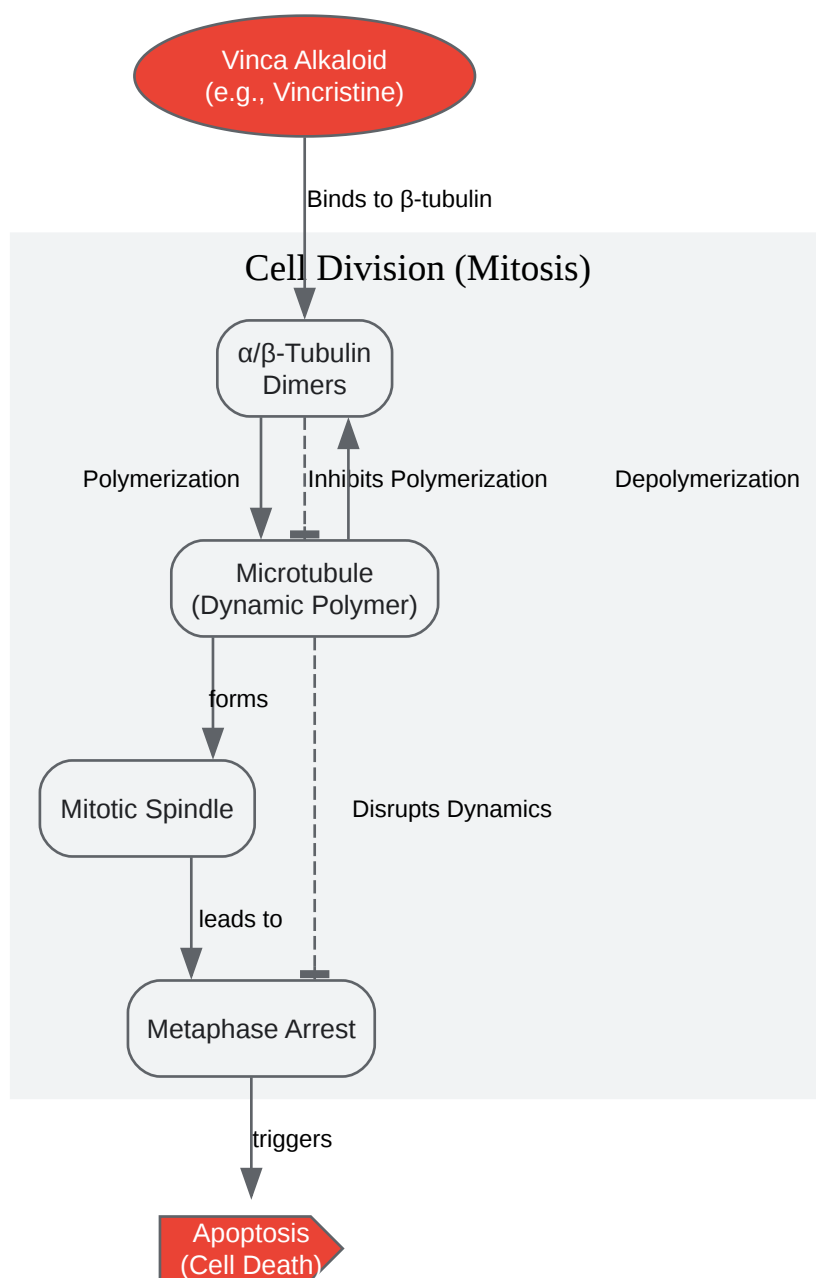 Vinca Alkaloid
(e.g., Vincristine)
Binds to β-tubulin
Cell Division (Mitosis)
α/β-Tubulin
Dimers
Polymerization
Inhibits Polymerization
Depolymerization
Microtubule
(Dynamic Polymer)
forms
Mitotic Spindle
Disrupts Dynamics
leads to
Metaphase Arrest
triggers
Apoptosis
(Cell Death)